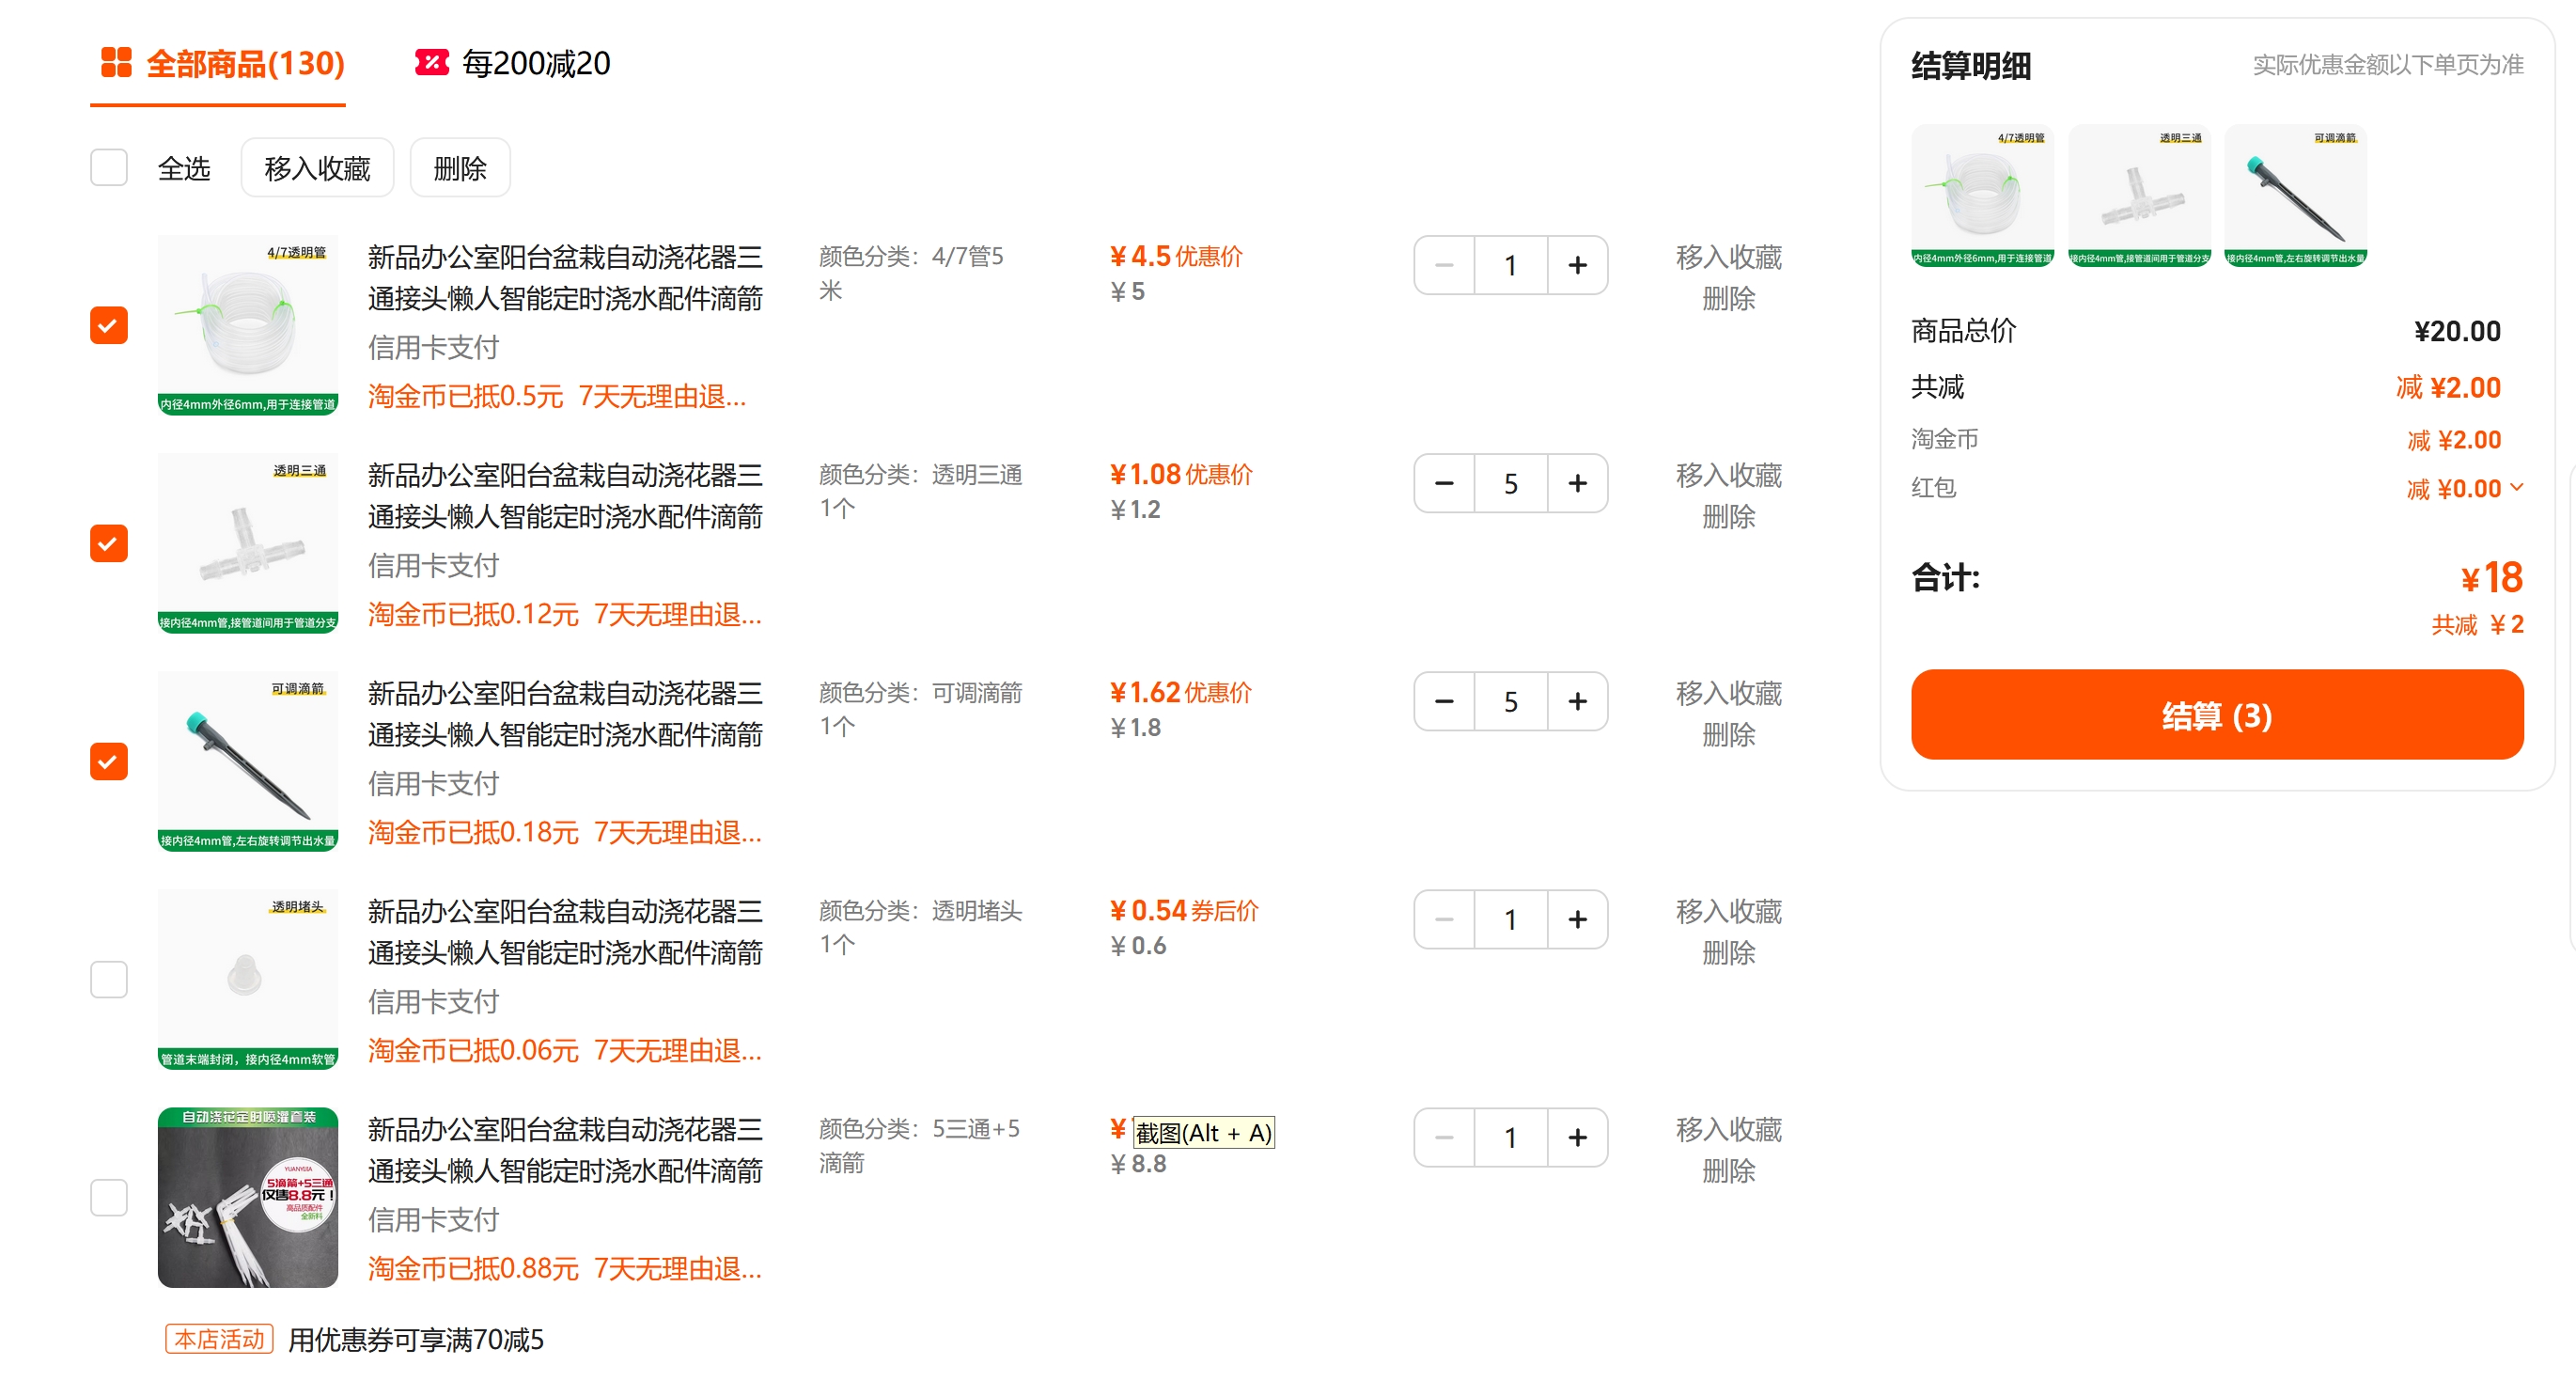 全部商品(130)
每200减20
全选
移入收藏
删除
4/7透明管
内径4mm外径6mm,用于连接管道
新品办公室阳台盆栽自动浇花器三
通接头懒人智能定时浇水配件滴箭
信用卡支付
淘金币已抵0.5元 7天无理由退...
颜色分类：4/7管5
米
¥4.5优惠价
¥5
1
移入收藏
删除
透明三通
接内径4mm管,接管道间用于管道分支
新品办公室阳台盆栽自动浇花器三
通接头懒人智能定时浇水配件滴箭
信用卡支付
淘金币已抵0.12元 7天无理由退...
颜色分类：透明三通
1个
¥1.08优惠价
¥1.2
5
移入收藏
删除
可调滴箭
接内径4mm管,左右旋转调节出水量
新品办公室阳台盆栽自动浇花器三
通接头懒人智能定时浇水配件滴箭
信用卡支付
淘金币已抵0.18元 7天无理由退...
颜色分类：可调滴箭
1个
¥1.62优惠价
¥1.8
5
移入收藏
删除
透明堵头
管道末端封闭，接内径4mm软管
新品办公室阳台盆栽自动浇花器三
通接头懒人智能定时浇水配件滴箭
信用卡支付
淘金币已抵0.06元 7天无理由退...
颜色分类：透明堵头
1个
¥0.54券后价
¥0.6
1
移入收藏
删除
自动浇花定时喷灌套装
YUANYIJIA
5滴箭+5三通
仅售8.8元！
高品质配件
全新料
新品办公室阳台盆栽自动浇花器三
通接头懒人智能定时浇水配件滴箭
信用卡支付
淘金币已抵0.88元 7天无理由退...
颜色分类：5三通+5
滴箭
¥
截图(Alt + A)
¥8.8
1
移入收藏
删除
本店活动 用优惠券可享满70减5
结算明细
实际优惠金额以下单页为准
4/7透明管
内径4mm外径6mm,用于连接管道
透明三通
接内径4mm管,接管道间用于管道分支
可调滴箭
接内径4mm管,左右旋转调节出水量
商品总价 ¥20.00
共减 减 ¥2.00
淘金币 减 ¥2.00
红包 减 ¥0.00
合计: ¥18
共减 ¥2
结算 (3)